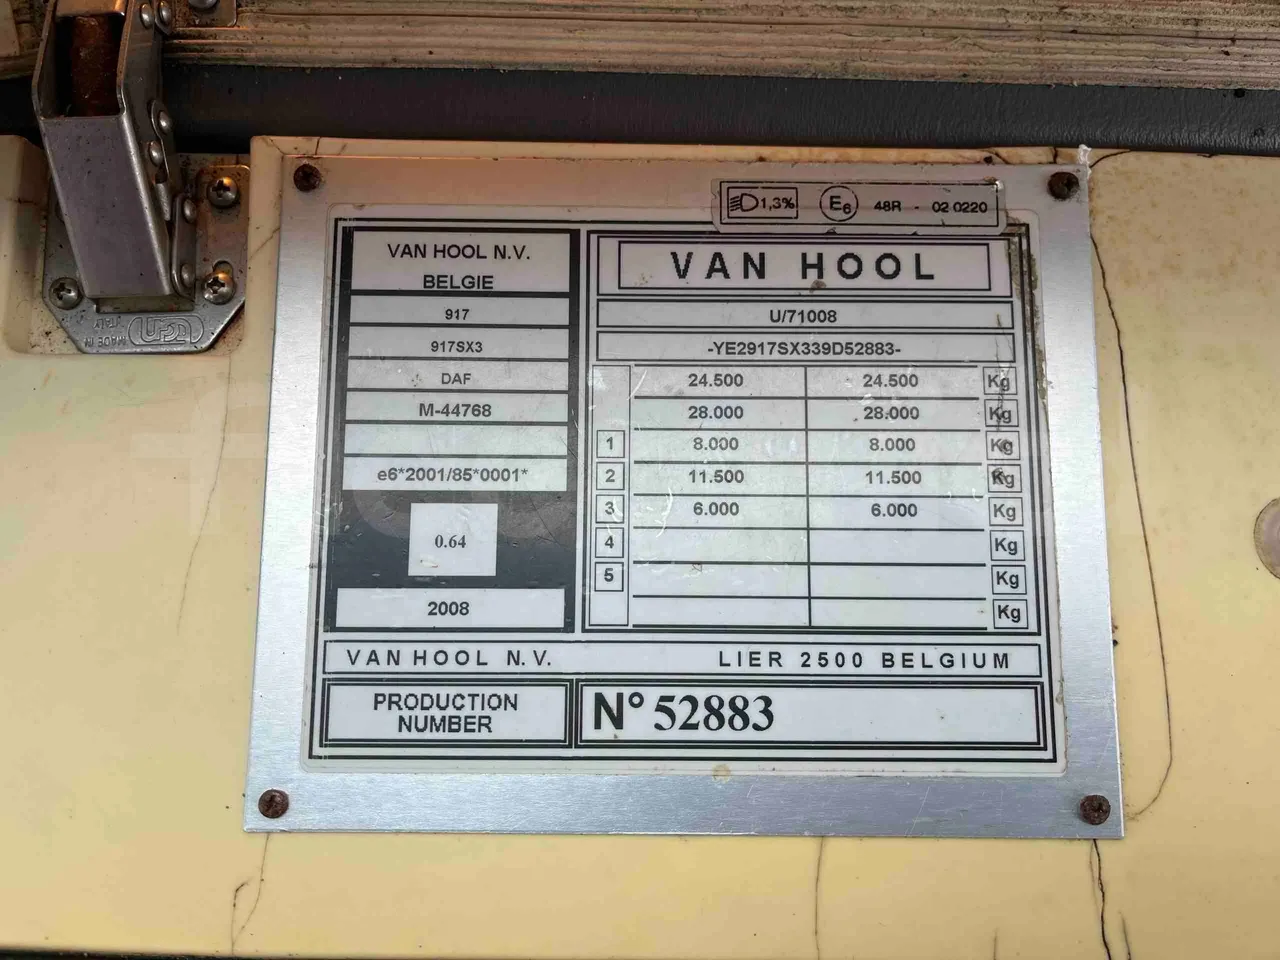 1,3% E6 48R - 02 0220
VAN HOOL N.V.
BELGIE
917
917SX3
DAF
M-44768
e6*2001/85*0001*
0.64
2008
VAN HOOL
U/71008
-YE2917SX339D52883-
24.500 24.500 Kg
28.000 28.000 Kg
1 8.000 8.000 Kg
2 11.500 11.500 Kg
3 6.000 6.000 Kg
4 Kg
5 Kg
Kg
VAN HOOL N.V. LIER 2500 BELGIUM
PRODUCTION
NUMBER
N° 52883
MADE IN
ITALY